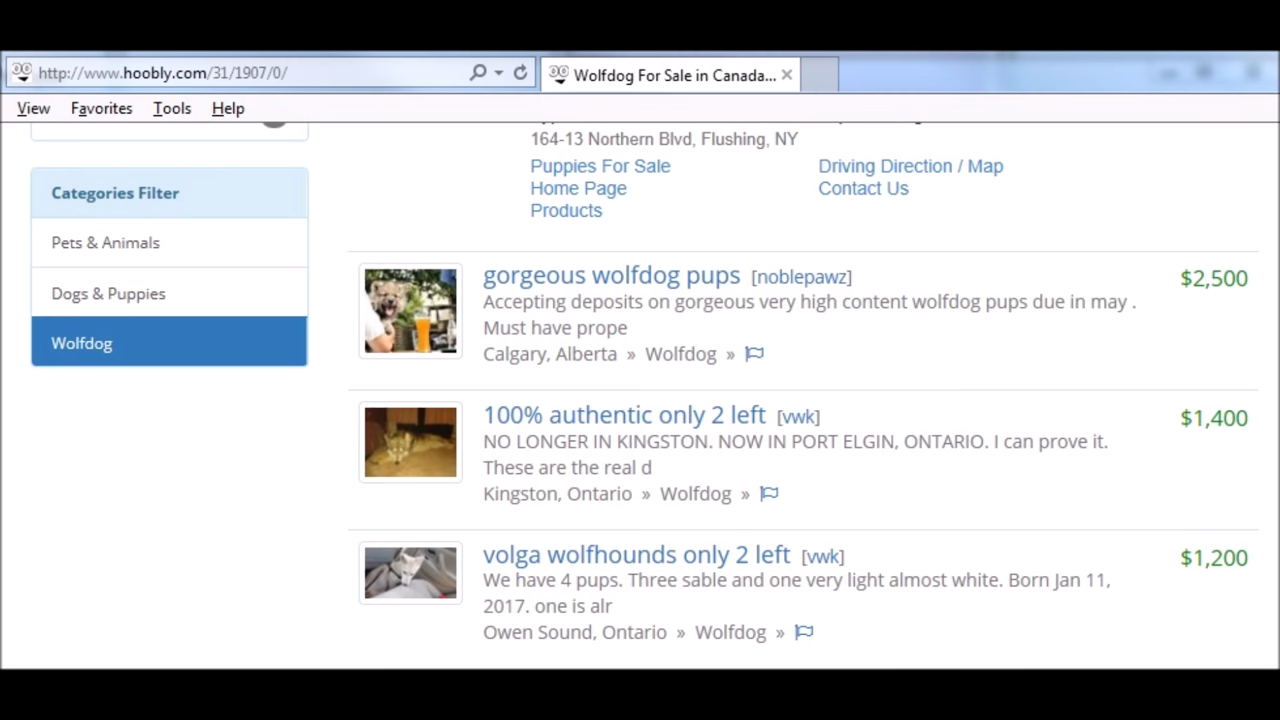 http://www.hoobly.com/31/1907/0/
Wolfdog For Sale in Canada...
View Favorites Tools Help
164-13 Northern Blvd, Flushing, NY
Puppies For Sale Driving Direction / Map
Home Page Contact Us
Products
Categories Filter
Pets & Animals
Dogs & Puppies
Wolfdog
gorgeous wolfdog pups [noblepawz] $2,500
Accepting deposits on gorgeous very high content wolfdog pups due in may .
Must have prope
Calgary, Alberta » Wolfdog »
100% authentic only 2 left [vwk] $1,400
NO LONGER IN KINGSTON. NOW IN PORT ELGIN, ONTARIO. I can prove it.
These are the real d
Kingston, Ontario » Wolfdog »
volga wolfhounds only 2 left [vwk] $1,200
We have 4 pups. Three sable and one very light almost white. Born Jan 11,
2017. one is alr
Owen Sound, Ontario » Wolfdog »